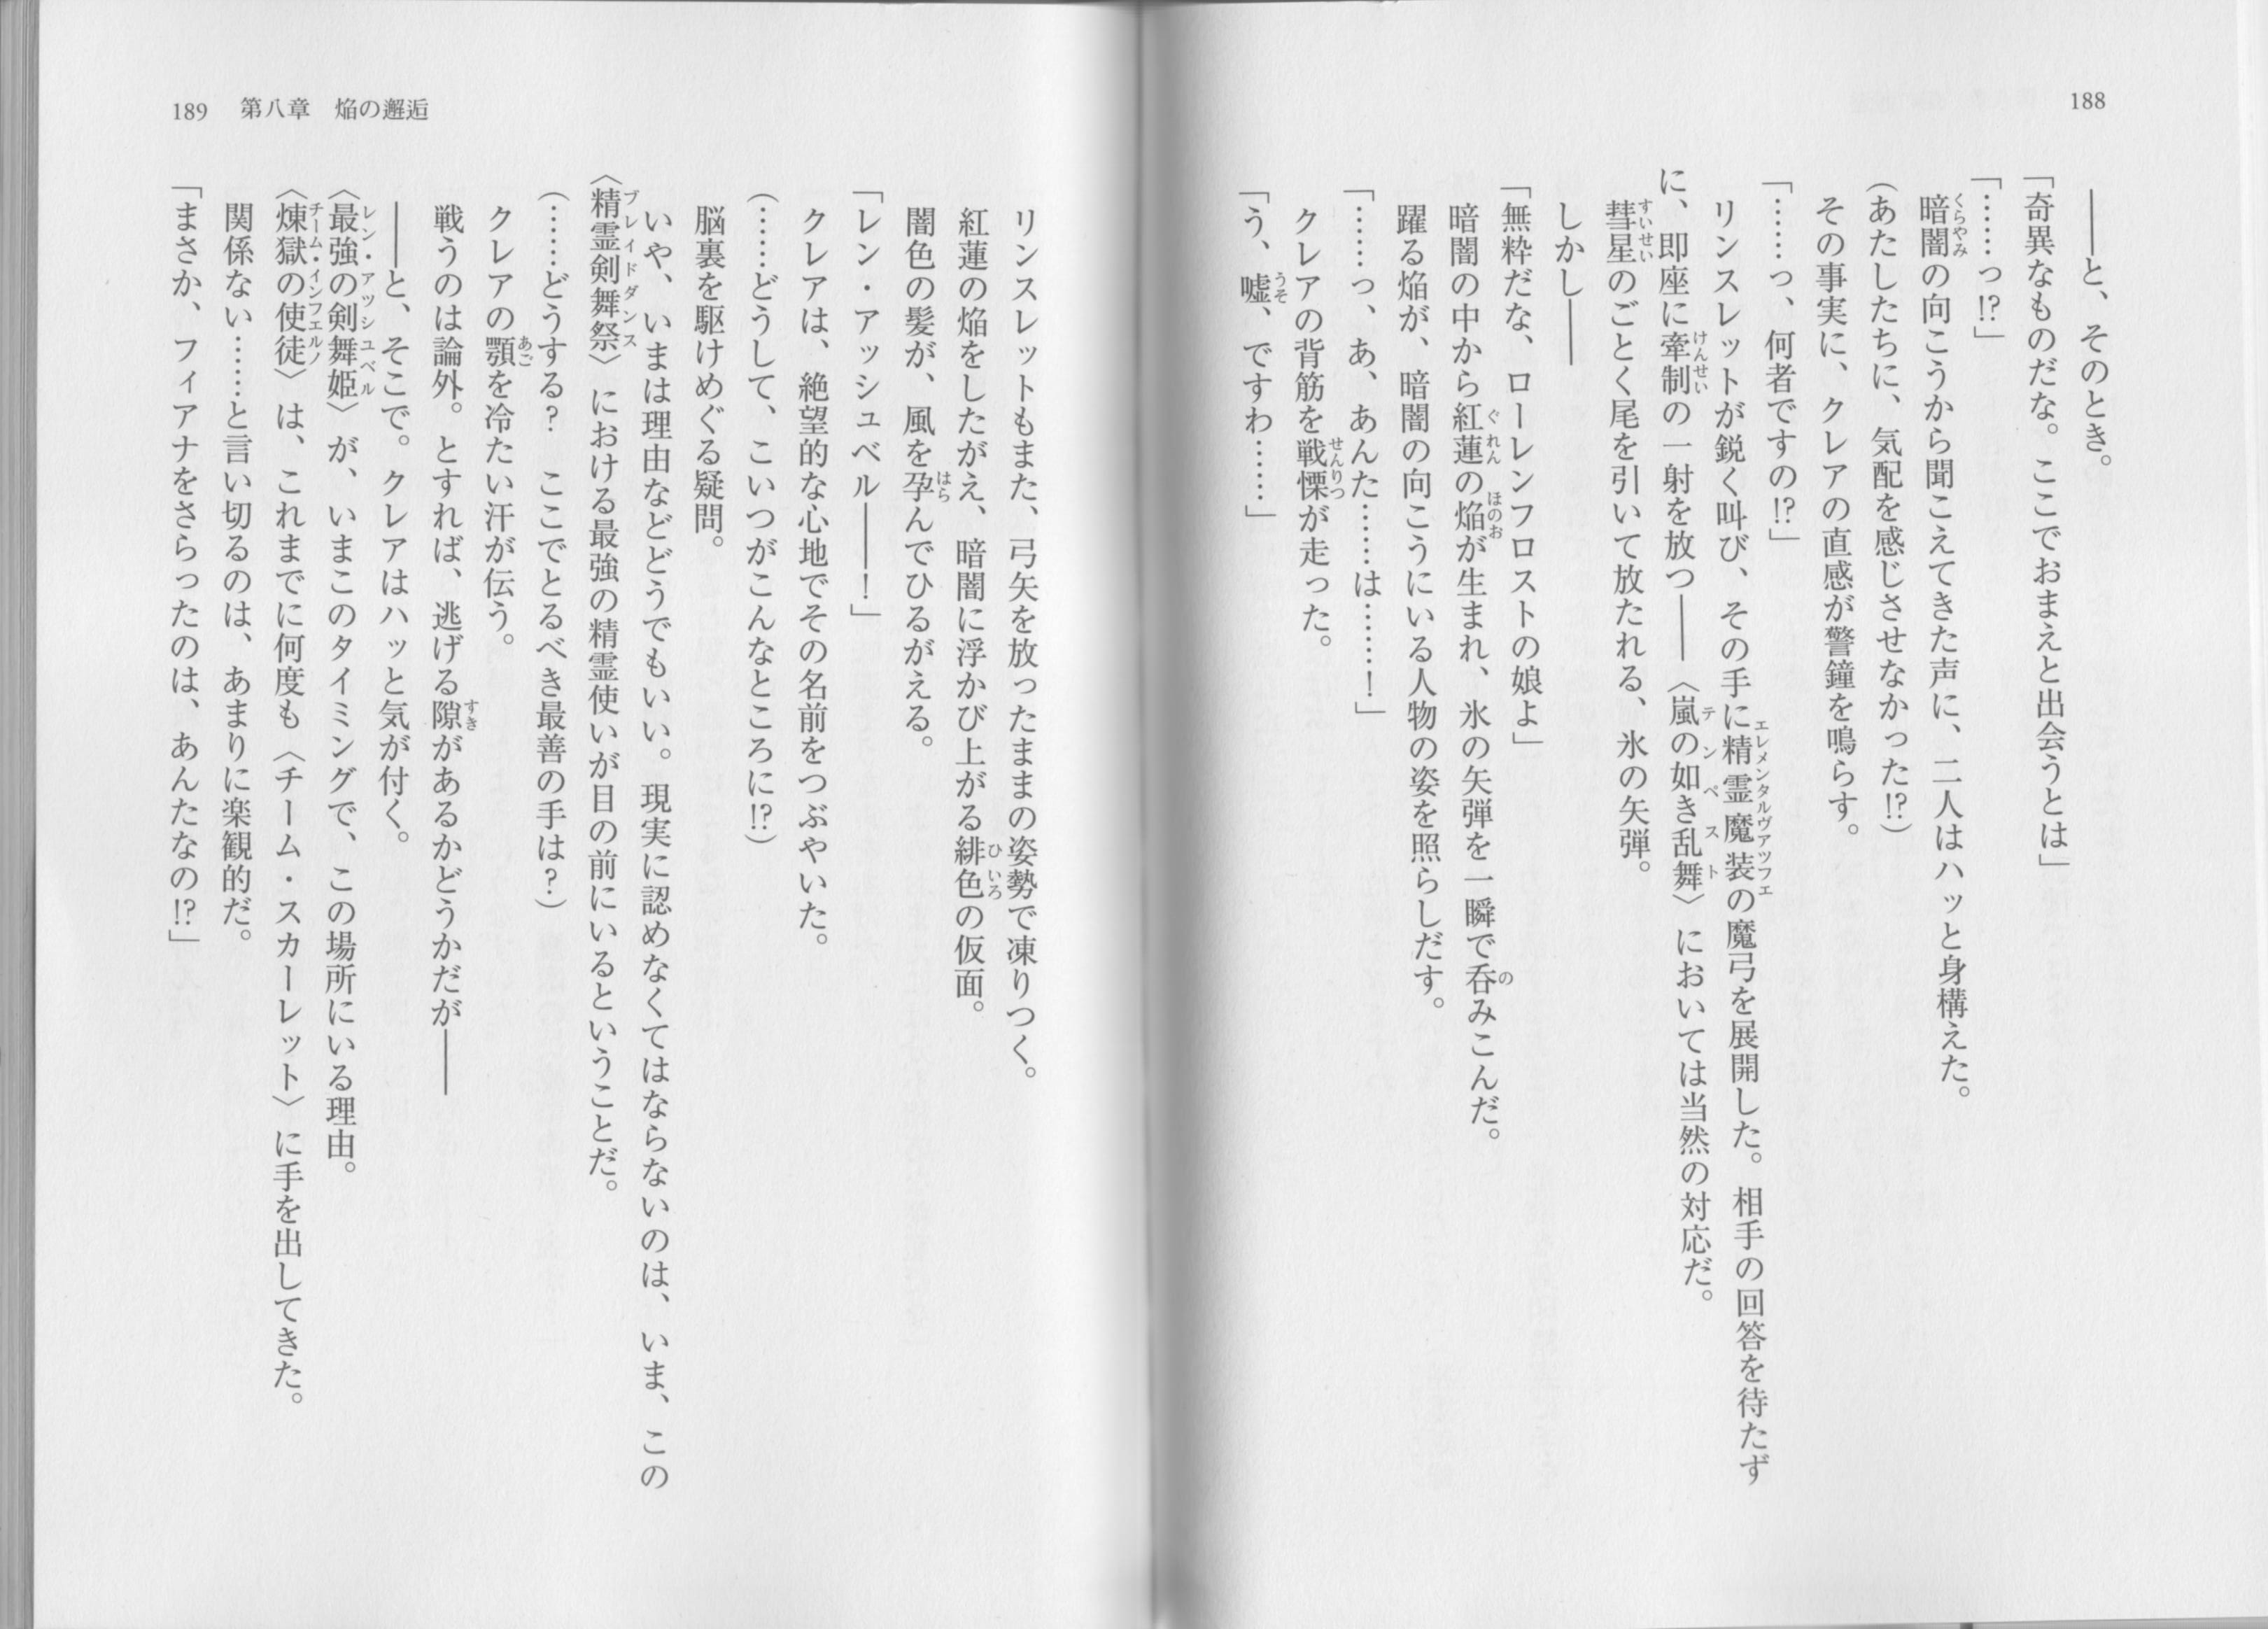 188
――と、そのとき。
「奇異なものだな。ここでおまえと出会うとは」
「……っ!?」
暗闇の向こうから聞こえてきた声に、二人はハッと身構えた。
(あたしたちに、気配を感じさせなかった!?)
その事実に、クレアの直感が警鐘を鳴らす。
「……っ、何者ですの!?」
リンスレットが鋭く叫び、その手に精霊魔装の魔弓を展開した。相手の回答を待たず
に、即座に牽制の一射を放つ――〈嵐の如き乱舞〉においては当然の対応だ。
彗星のごとく尾を引いて放たれる、氷の矢弾。
しかし――
「無粋だな、ローレンフロストの娘よ」
暗闇の中から紅蓮の焔が生まれ、氷の矢弾を一瞬で呑みこんだ。
躍る焔が、暗闇の向こうにいる人物の姿を照らしだす。
「……っ、あ、あんた……は……!」
クレアの背筋を戦慄が走った。
「う、嘘、ですわ……」
189 第八章 焔の邂逅
リンスレットもまた、弓矢を放ったままの姿勢で凍りつく。
紅蓮の焔をしたがえ、暗闇に浮かび上がる緋色の仮面。
闇色の髪が、風を孕んでひるがえる。
「レン・アッシュベル――!」
クレアは、絶望的な心地でその名前をつぶやいた。
(……どうして、こいつがこんなところに!?)
脳裏を駆けめぐる疑問。
いや、いまは理由などどうでもいい。現実に認めなくてはならないのは、いま、この
〈精霊剣舞祭〉における最強の精霊使いが目の前にいるということだ。
(……どうする? ここでとるべき最善の手は?)
クレアの顎を冷たい汗が伝う。
戦うのは論外。とすれば、逃げる隙があるかどうかだが――
――と、そこで。クレアはハッと気が付く。
〈最強の剣舞姫〉が、いまこのタイミングで、この場所にいる理由。
〈煉獄の使徒〉は、これまでに何度も〈チーム・スカーレット〉に手を出してきた。
関係ない……と言い切るのは、あまりに楽観的だ。
「まさか、フィアナをさらったのは、あんたなの!?」